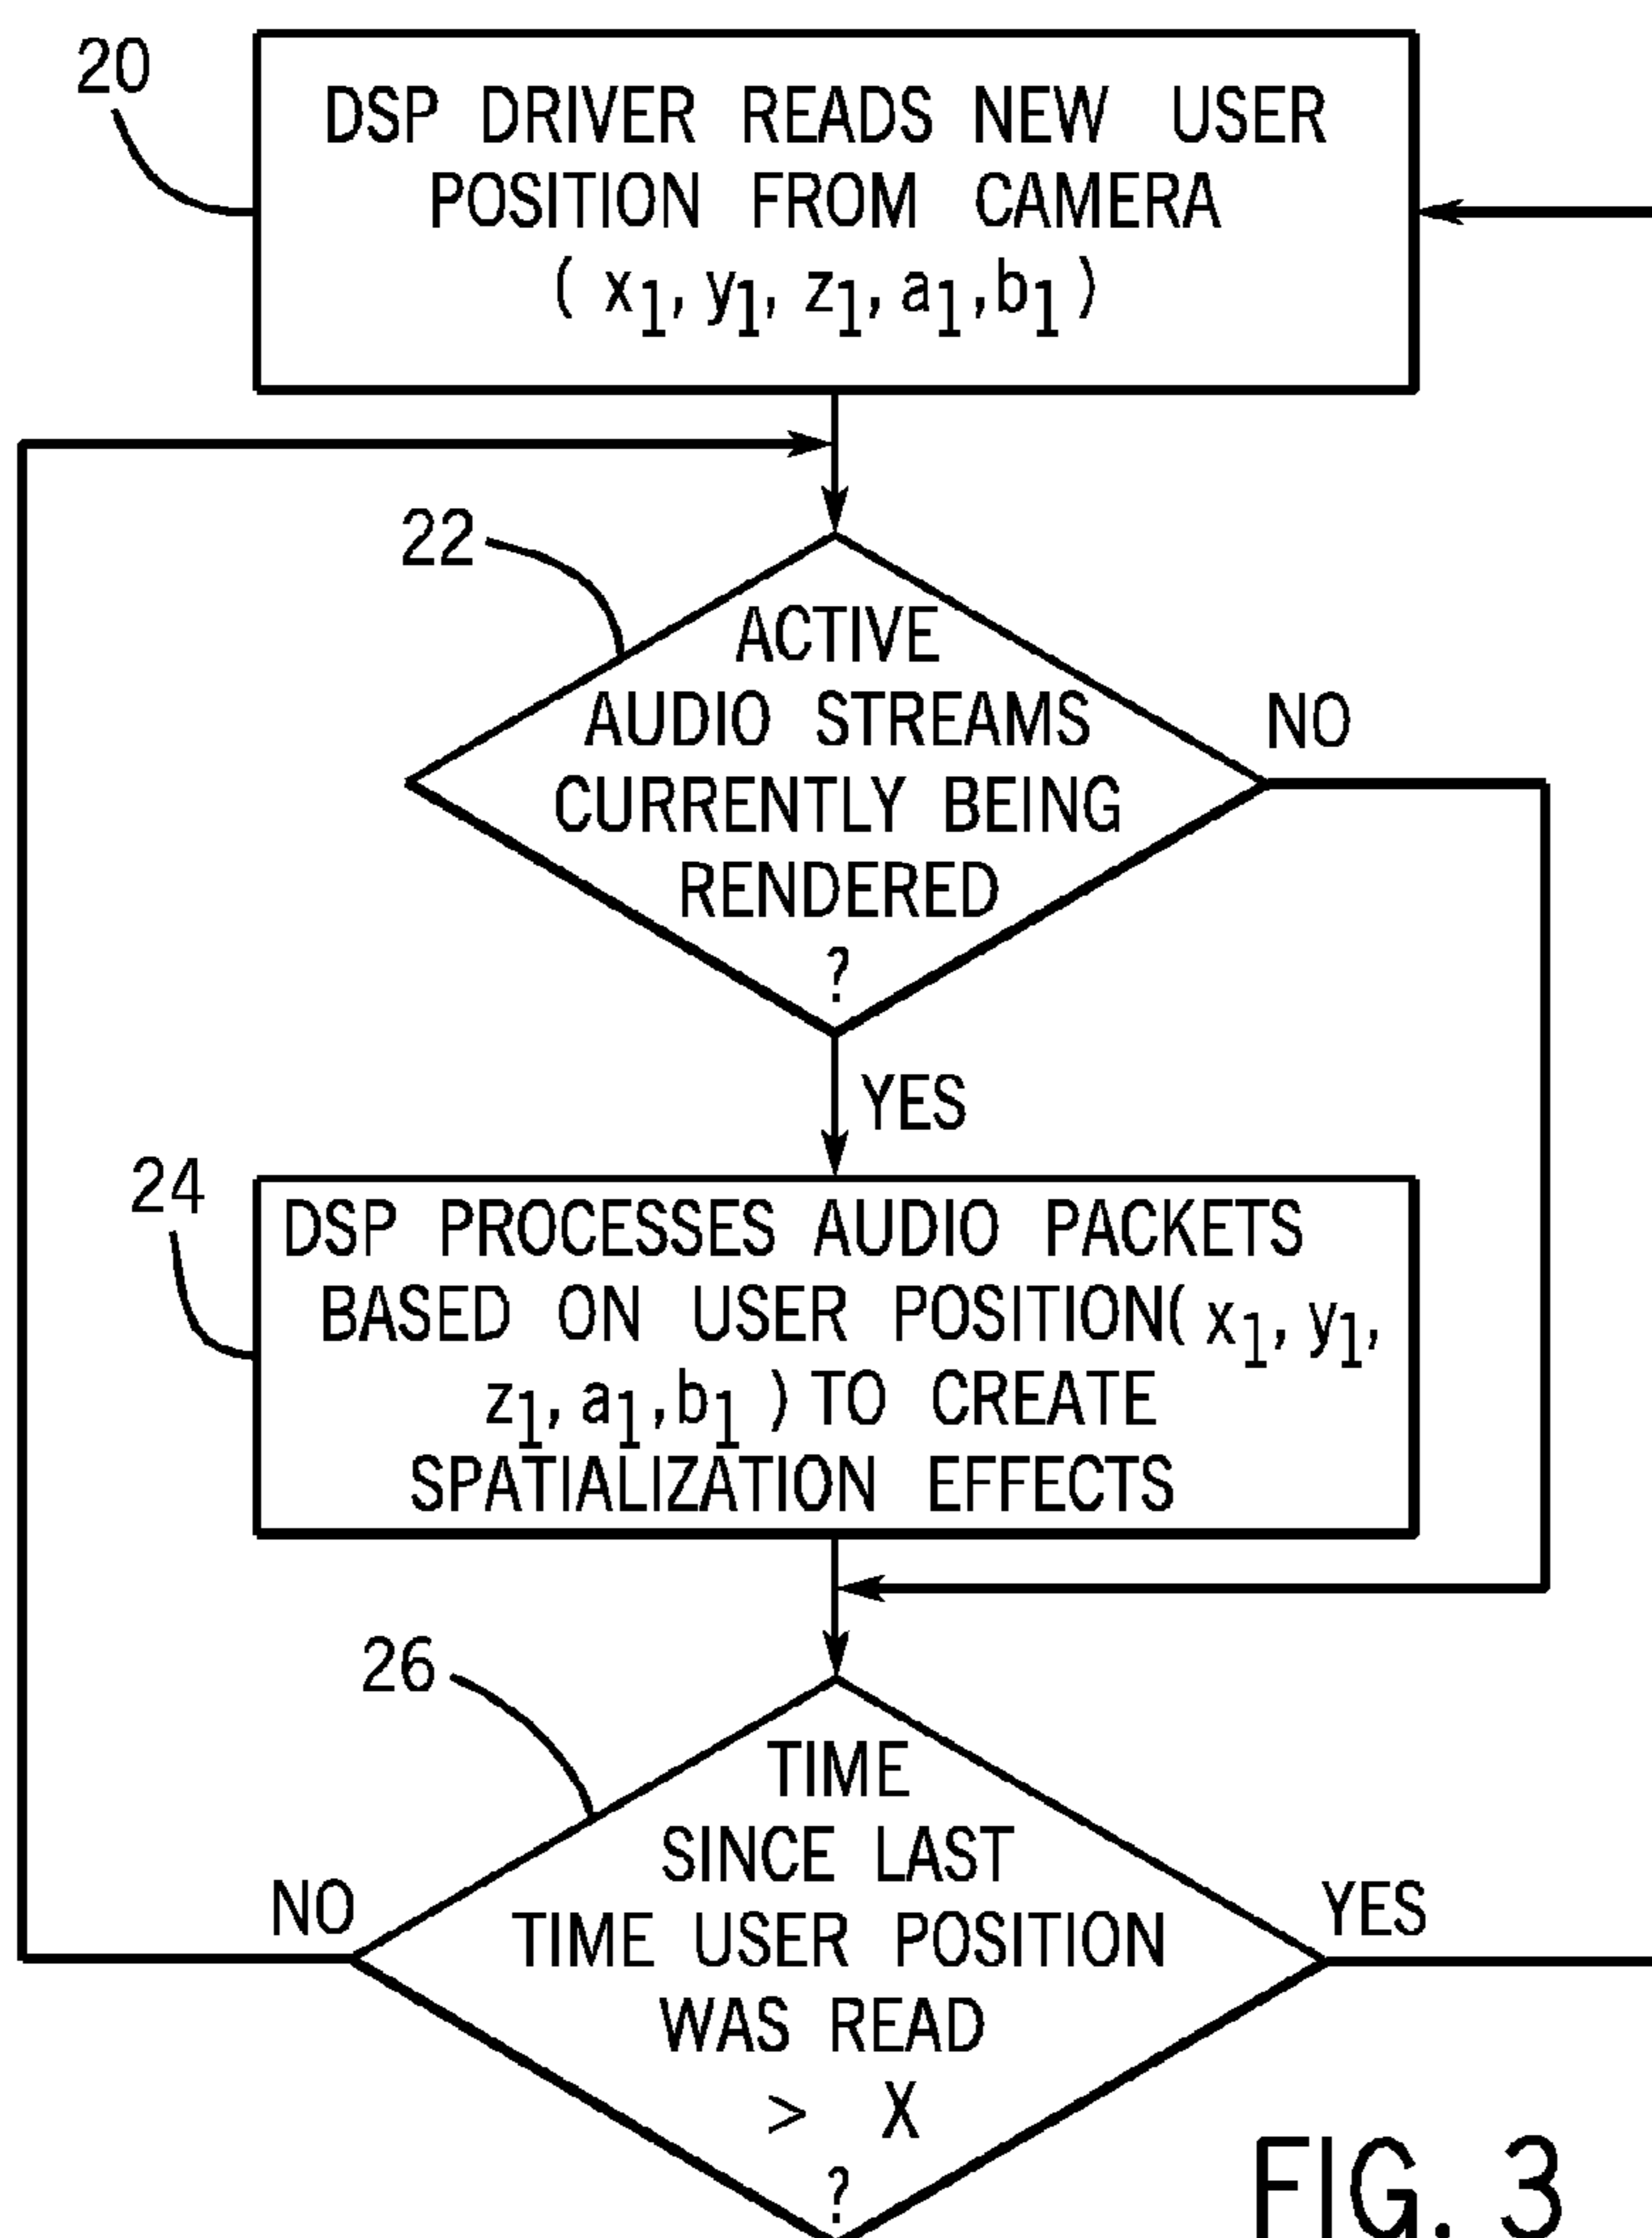 20
DSP DRIVER READS NEW USER
POSITION FROM CAMERA
( x₁, y₁, z₁, a₁,b₁ )
22
ACTIVE
AUDIO STREAMS
CURRENTLY BEING
RENDERED
?
NO
YES
24
DSP PROCESSES AUDIO PACKETS
BASED ON USER POSITION( x₁, y₁,
z₁, a₁,b₁ ) TO CREATE
SPATIALIZATION EFFECTS
26
TIME
SINCE LAST
TIME USER POSITION
WAS READ
> X
?
NO
YES
FIG. 3